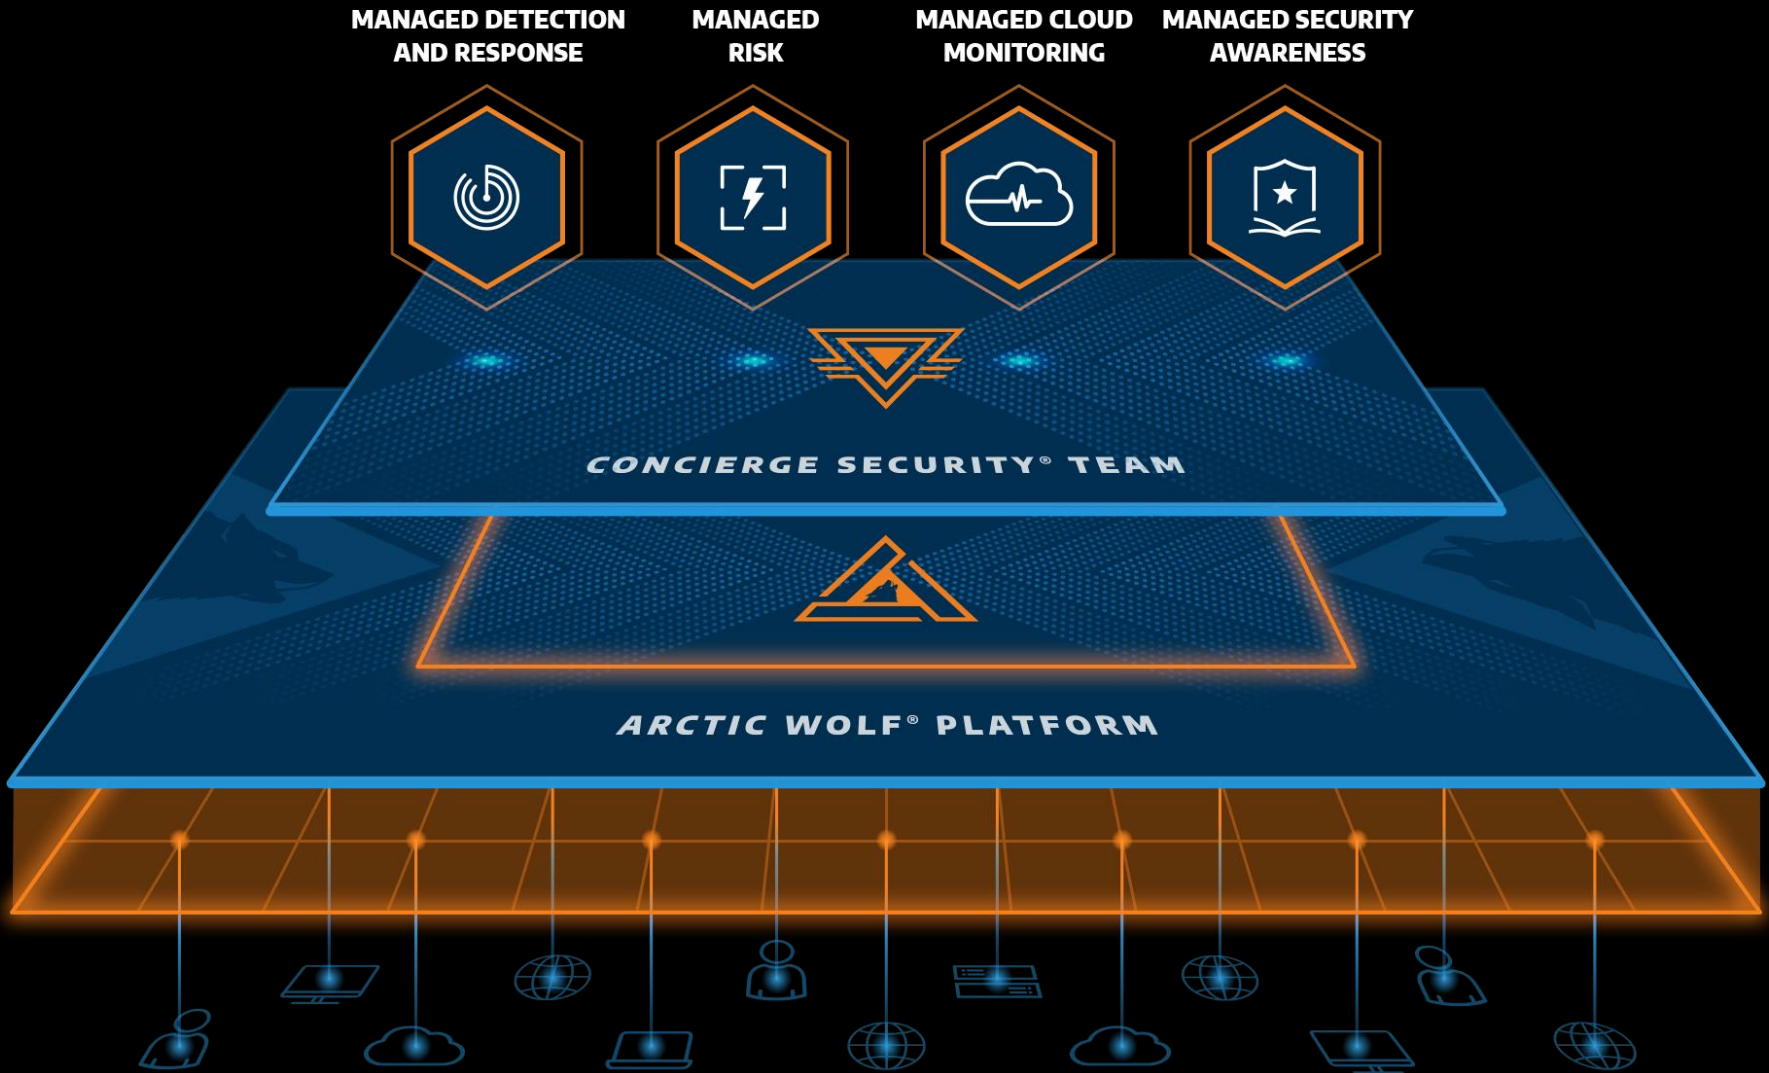 MANAGED DETECTION
AND RESPONSE
MANAGED
RISK
MANAGED CLOUD
MONITORING
MANAGED SECURITY
AWARENESS
CONCIERGE SECURITY® TEAM
ARCTIC WOLF® PLATFORM